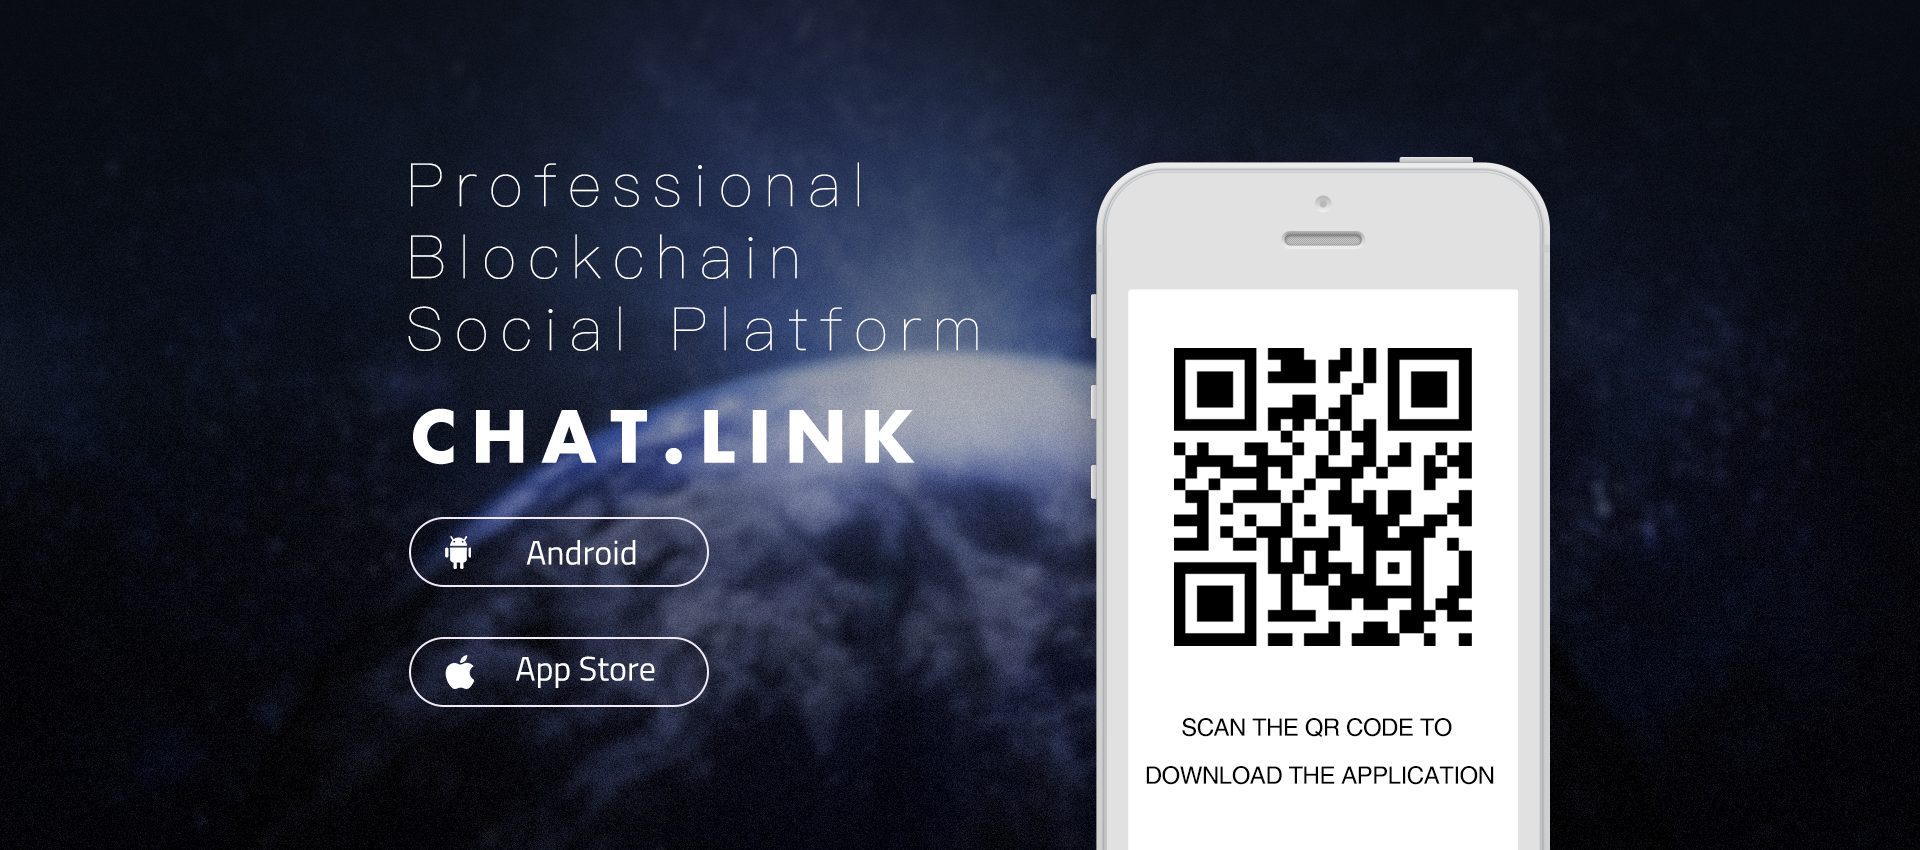 Professional
Blockchain
Social Platform
CHAT.LINK
Android
App Store
SCAN THE QR CODE TO
DOWNLOAD THE APPLICATION